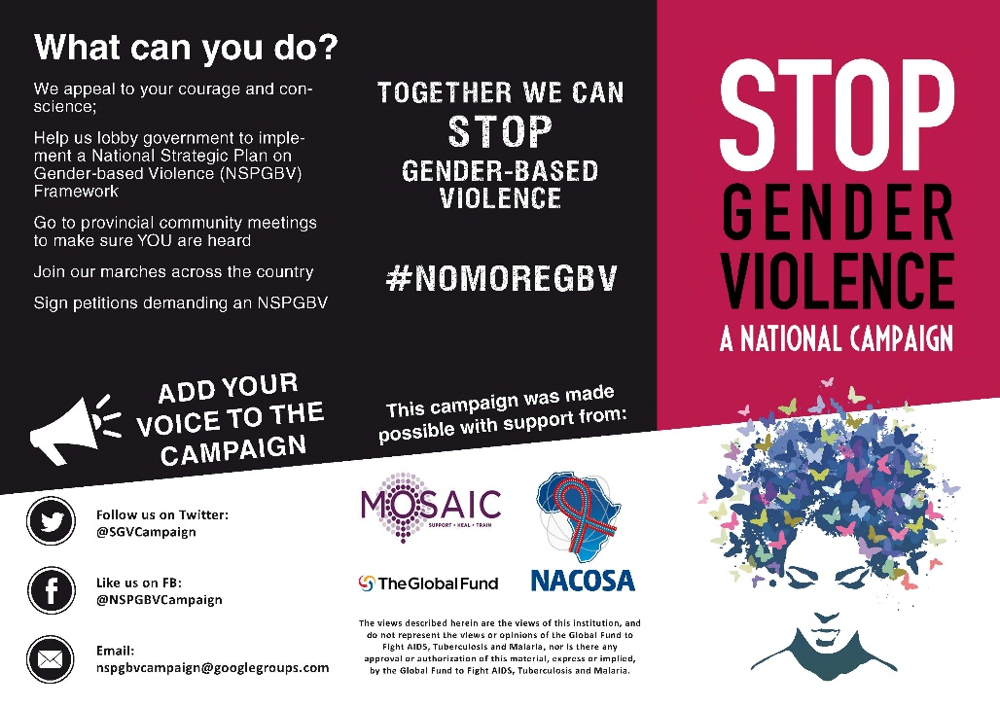 What can you do?
We appeal to your courage and con-
science;
Help us lobby government to imple-
ment a National Strategic Plan on
Gender-based Violence (NSPGBV)
Framework
Go to provincial community meetings
to make sure YOU are heard
Join our marches across the country
Sign petitions demanding an NSPGBV
ADD YOUR
VOICE TO THE
CAMPAIGN
Follow us on Twitter:
@SGVCampaign
Like us on FB:
@NSPGBVCampaign
Email:
nspgbvcampaign@googlegroups.com
TOGETHER WE CAN
STOP
GENDER-BASED
VIOLENCE
#NOMOREGBV
This campaign was made
possible with support from:
MOSAIC
SUPPORT • HEAL • TRAIN
NACOSA
TheGlobalFund
The views described herein are the views of this institution, and
do not represent the views or opinions of the Global Fund to
Fight AIDS, Tuberculosis and Malaria, nor is there any
approval or authorization of this material, express or implied,
by the Global Fund to Fight AIDS, Tuberculosis and Malaria.
STOP
GENDER
VIOLENCE
A NATIONAL CAMPAIGN